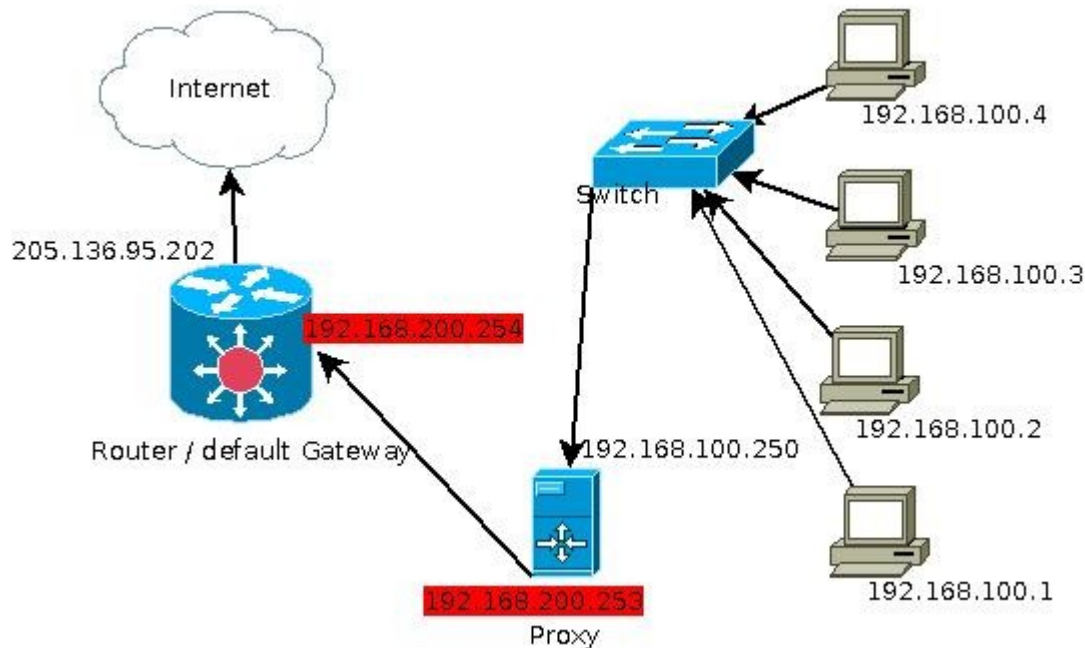 Internet
192.168.100.4
Switch
205.136.95.202
192.168.100.3
192.168.200.254
192.168.100.2
Router / default Gateway
192.168.100.250
192.168.100.1
192.168.200.253
Proxy